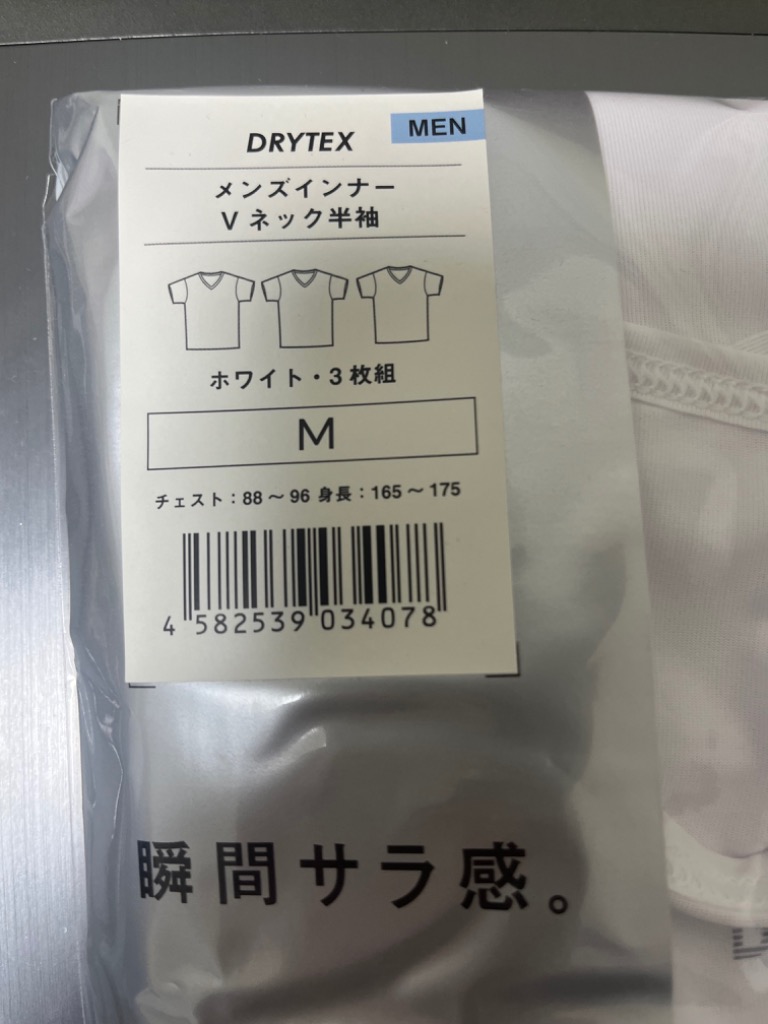 DRYTEX
MEN
メンズインナー
Vネック半袖
ホワイト・3枚組
M
チェスト：88～96 身長：165～175
4 582539 034078
瞬間サラ感。